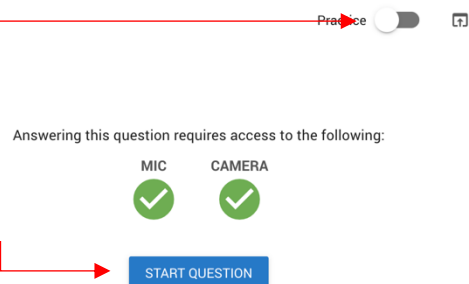 Practice
Answering this question requires access to the following:
MIC CAMERA
START QUESTION